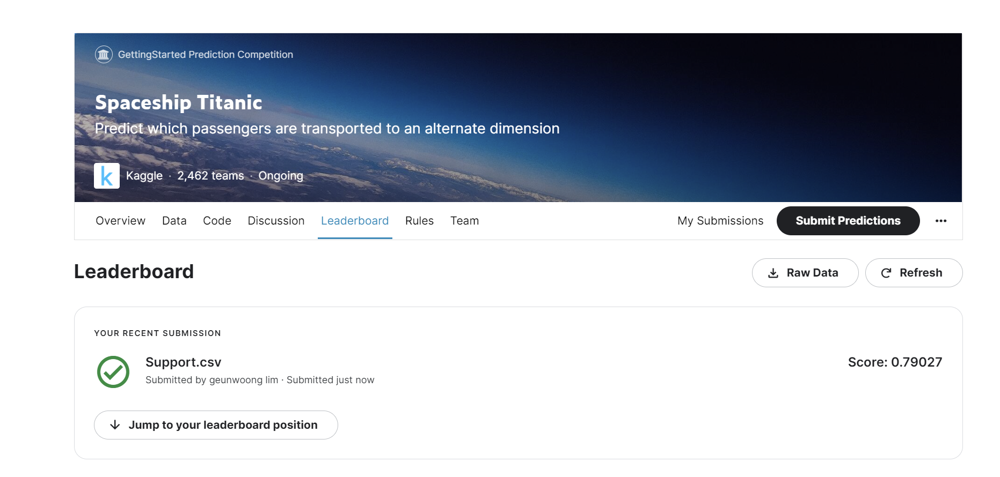 GettingStarted Prediction Competition
Spaceship Titanic
Predict which passengers are transported to an alternate dimension
k
Kaggle · 2,462 teams · Ongoing
Overview Data Code Discussion Leaderboard Rules Team My Submissions Submit Predictions
Leaderboard
Raw Data Refresh
YOUR RECENT SUBMISSION
Support.csv Score: 0.79027
Submitted by geunwoong lim · Submitted just now
Jump to your leaderboard position